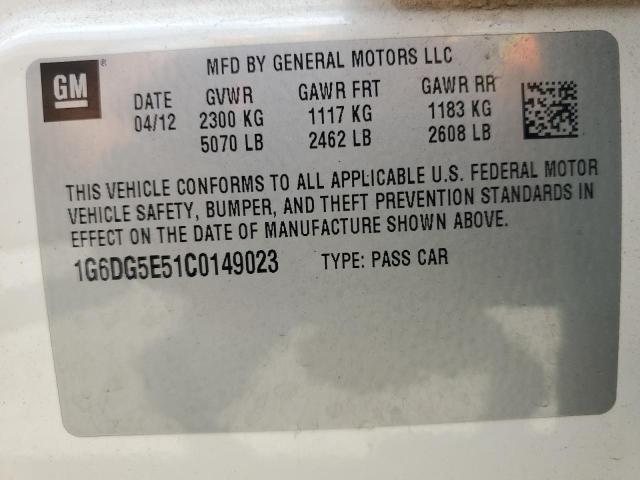 GM ®
MFD BY GENERAL MOTORS LLC
DATE GVWR GAWR FRT GAWR RR
04/12 2300 KG 1117 KG 1183 KG
5070 LB 2462 LB 2608 LB
THIS VEHICLE CONFORMS TO ALL APPLICABLE U.S. FEDERAL MOTOR
VEHICLE SAFETY, BUMPER, AND THEFT PREVENTION STANDARDS IN
EFFECT ON THE DATE OF MANUFACTURE SHOWN ABOVE.
1G6DG5E51C0149023 TYPE: PASS CAR